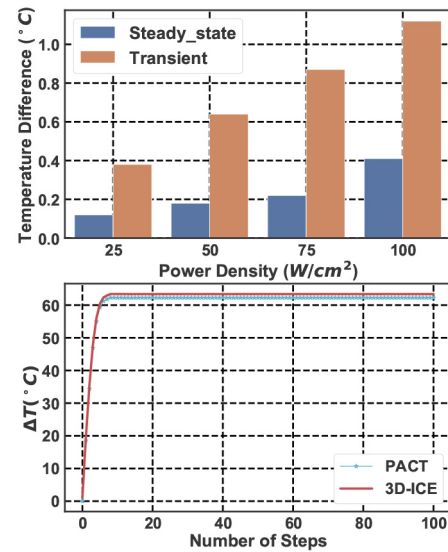 Temperature Difference (°C)
1.0
0.8
0.6
0.4
0.2
0.0
Steady_state
Transient
25 50 75 100
Power Density (W/cm²)
ΔT(°C)
60
50
40
30
20
10
0
PACT
3D-ICE
0 20 40 60 80 100
Number of Steps